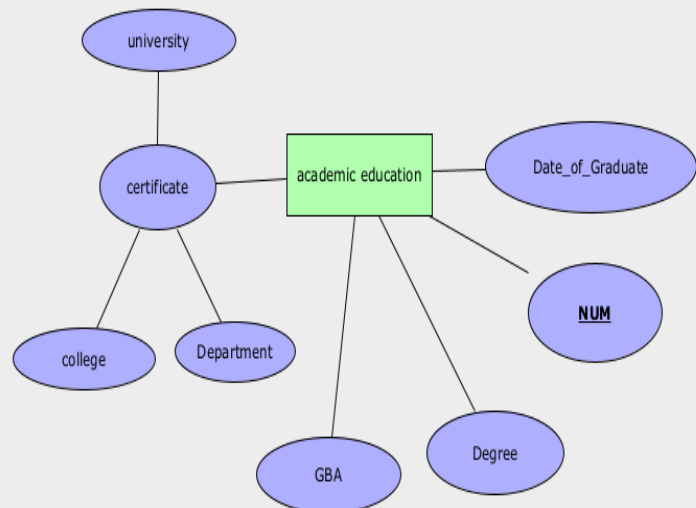 university
certificate
academic education
Date_of_Graduate
NUM
college
Department
GBA
Degree